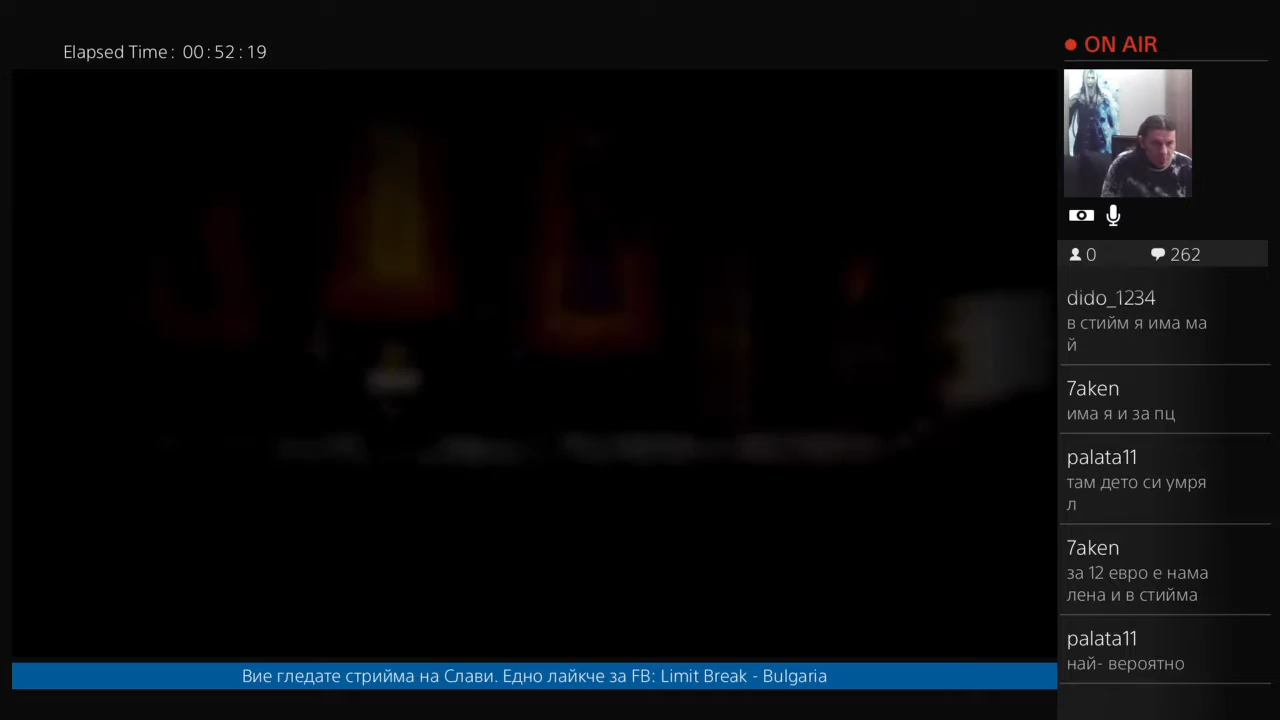 Elapsed Time: 00:52:19
ON AIR
0 262
dido_1234
в стийм я има ма
й
7aken
има я и за пц
palata11
там дето си умря
л
7aken
за 12 евро е нама
лена и в стийма
palata11
най- вероятно
Вие гледате стрийма на Слави. Едно лайкче за FB: Limit Break - Bulgaria